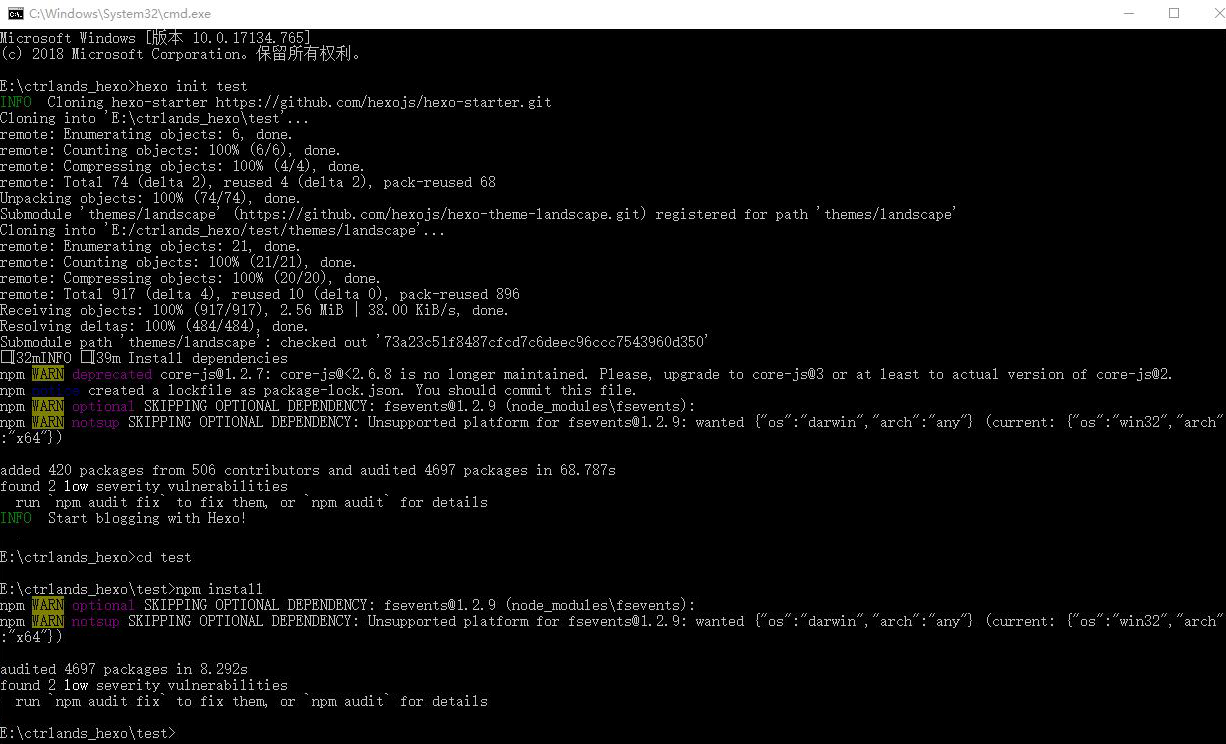 C:\Windows\System32\cmd.exe
Microsoft Windows [版本 10.0.17134.765]
(c) 2018 Microsoft Corporation。保留所有权利。
E:\ctrlands_hexo>hexo init test
INFO  Cloning hexo-starter https://github.com/hexojs/hexo-starter.git
Cloning into 'E:\ctrlands_hexo\test'...
remote: Enumerating objects: 6, done.
remote: Counting objects: 100% (6/6), done.
remote: Compressing objects: 100% (4/4), done.
remote: Total 74 (delta 2), reused 4 (delta 2), pack-reused 68
Unpacking objects: 100% (74/74), done.
Submodule 'themes/landscape' (https://github.com/hexojs/hexo-theme-landscape.git) registered for path 'themes/landscape'
Cloning into 'E:/ctrlands_hexo/test/themes/landscape'...
remote: Enumerating objects: 21, done.
remote: Counting objects: 100% (21/21), done.
remote: Compressing objects: 100% (20/20), done.
remote: Total 917 (delta 4), reused 10 (delta 0), pack-reused 896
Receiving objects: 100% (917/917), 2.56 MiB | 38.00 KiB/s, done.
Resolving deltas: 100% (484/484), done.
Submodule path 'themes/landscape': checked out '73a23c51f8487cfcd7c6deec96ccc7543960d350'
□[32mINFO □[39m Install dependencies
npm WARN deprecated core-js@1.2.7: core-js@<2.6.8 is no longer maintained. Please, upgrade to core-js@3 or at least to actual version of core-js@2.
npm notice created a lockfile as package-lock.json. You should commit this file.
npm WARN optional SKIPPING OPTIONAL DEPENDENCY: fsevents@1.2.9 (node_modules\fsevents):
npm WARN notsup SKIPPING OPTIONAL DEPENDENCY: Unsupported platform for fsevents@1.2.9: wanted {"os":"darwin","arch":"any"} (current: {"os":"win32","arch"
:"x64"})
added 420 packages from 506 contributors and audited 4697 packages in 68.787s
found 2 low severity vulnerabilities
  run `npm audit fix` to fix them, or `npm audit` for details
INFO  Start blogging with Hexo!
E:\ctrlands_hexo>cd test
E:\ctrlands_hexo\test>npm install
npm WARN optional SKIPPING OPTIONAL DEPENDENCY: fsevents@1.2.9 (node_modules\fsevents):
npm WARN notsup SKIPPING OPTIONAL DEPENDENCY: Unsupported platform for fsevents@1.2.9: wanted {"os":"darwin","arch":"any"} (current: {"os":"win32","arch"
:"x64"})
audited 4697 packages in 8.292s
found 2 low severity vulnerabilities
  run `npm audit fix` to fix them, or `npm audit` for details
E:\ctrlands_hexo\test>